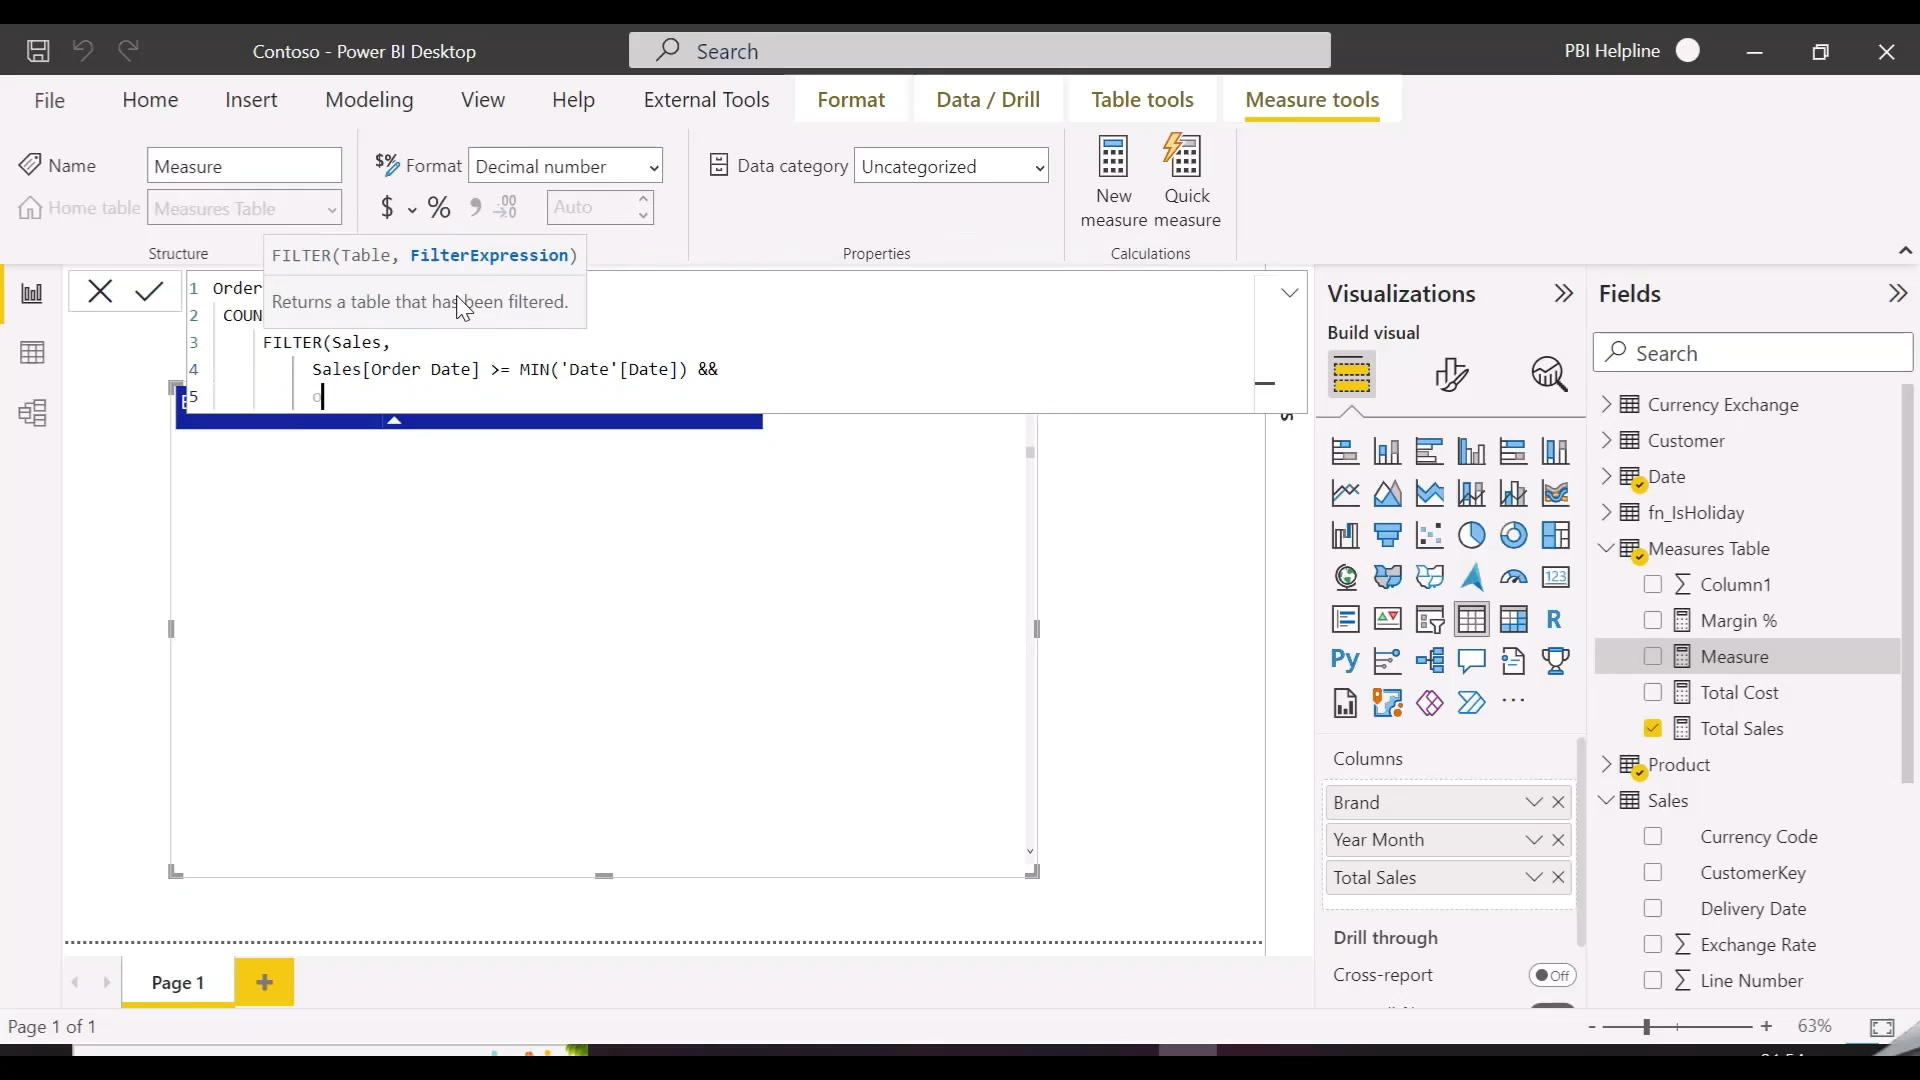 Contoso - Power BI Desktop
Search
PBI Helpline
File Home Insert Modeling View Help External Tools Format Data / Drill Table tools Measure tools
Name Measure
Format Decimal number
Data category Uncategorized
Home table Measures Table
$ % Auto
New measure
Quick measure
Structure
Properties
Calculations
FILTER(Table, FilterExpression)
Returns a table that has been filtered.
1 Order
2 COUN
3 FILTER(Sales,
4 Sales[Order Date] >= MIN('Date'[Date]) &&
5 o
Visualizations
Build visual
123
R
Py
Columns
Brand
Year Month
Total Sales
Drill through
Cross-report
Off
Fields
Search
Currency Exchange
Customer
Date
fn_IsHoliday
Measures Table
Column1
Margin %
Measure
Total Cost
Total Sales
Product
Sales
Currency Code
CustomerKey
Delivery Date
Exchange Rate
Line Number
Page 1
Page 1 of 1
- + 63%